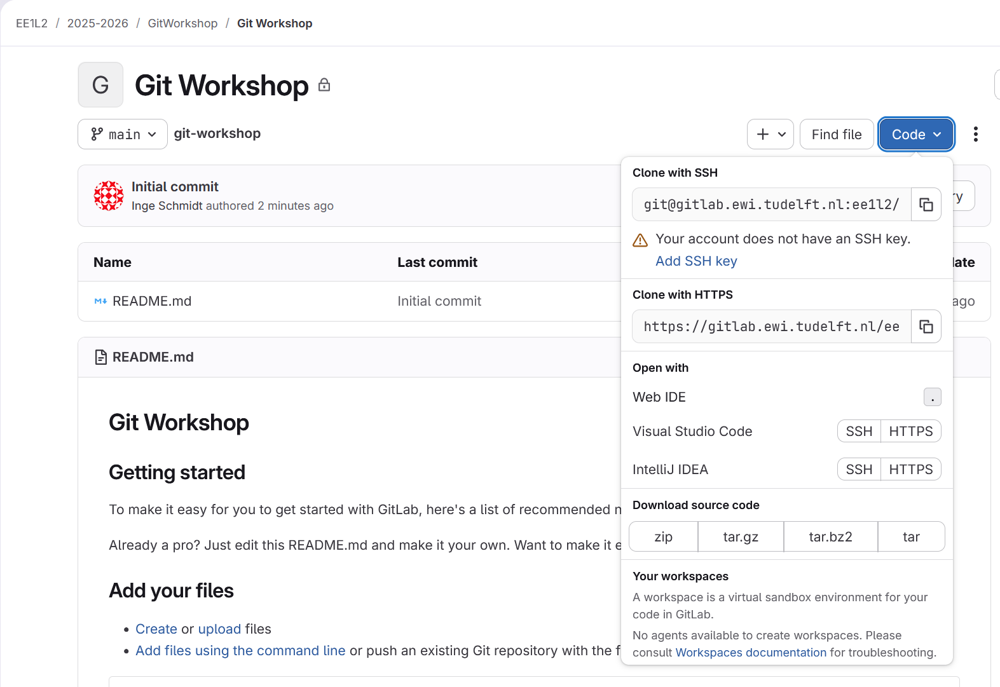 EE1L2 / 2025-2026 / GitWorkshop / Git Workshop
G
Git Workshop
main
git-workshop
Find file
Code
Initial commit
Inge Schmidt authored 2 minutes ago
Name
Last commit
README.md
Initial commit
ago
README.md
Git Workshop
Getting started
To make it easy for you to get started with GitLab, here's a list of recommended
Already a pro? Just edit this README.md and make it your own. Want to make it
Add your files
• Create or upload files
• Add files using the command line or push an existing Git repository with the
Clone with SSH
git@gitlab.ewi.tudelft.nl:ee1l2/
Your account does not have an SSH key.
Add SSH key
Clone with HTTPS
https://gitlab.ewi.tudelft.nl/ee
Open with
Web IDE .
Visual Studio Code SSH HTTPS
IntelliJ IDEA SSH HTTPS
Download source code
zip tar.gz tar.bz2 tar
Your workspaces
A workspace is a virtual sandbox environment for your
code in GitLab.
No agents available to create workspaces. Please
consult Workspaces documentation for troubleshooting.